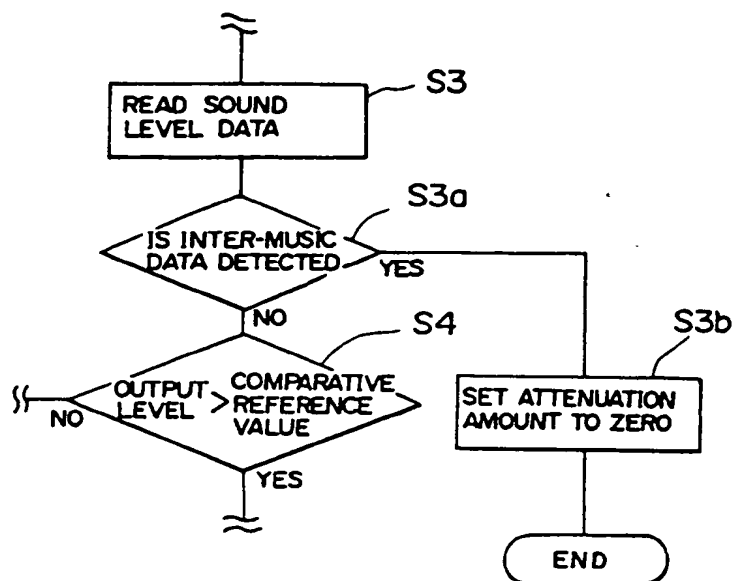 READ SOUND
LEVEL DATA
S3
IS INTER-MUSIC
DATA DETECTED
S3a
YES
NO
S4
OUTPUT
LEVEL
>
COMPARATIVE
REFERENCE
VALUE
NO
YES
S3b
SET ATTENUATION
AMOUNT TO ZERO
END